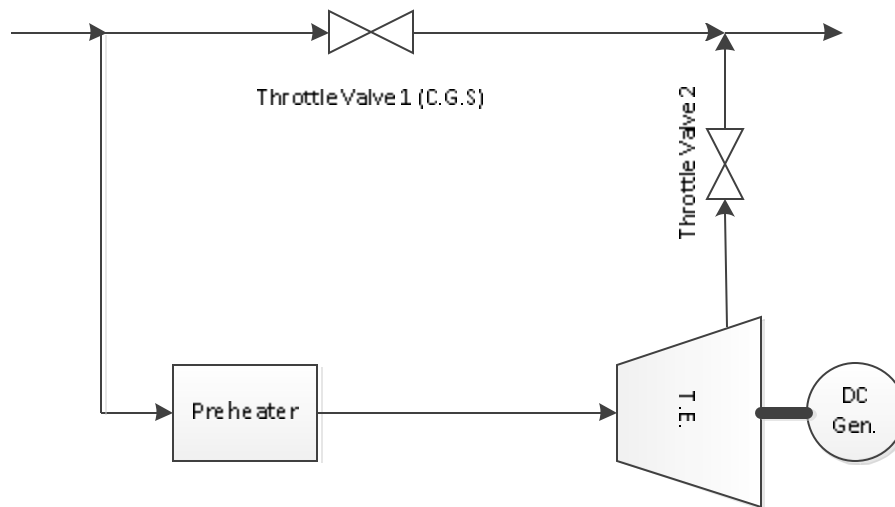 Throttle Valve 1 (C.G.S)
Throttle Valve 2
Preheater
T.E.
DC
Gen.